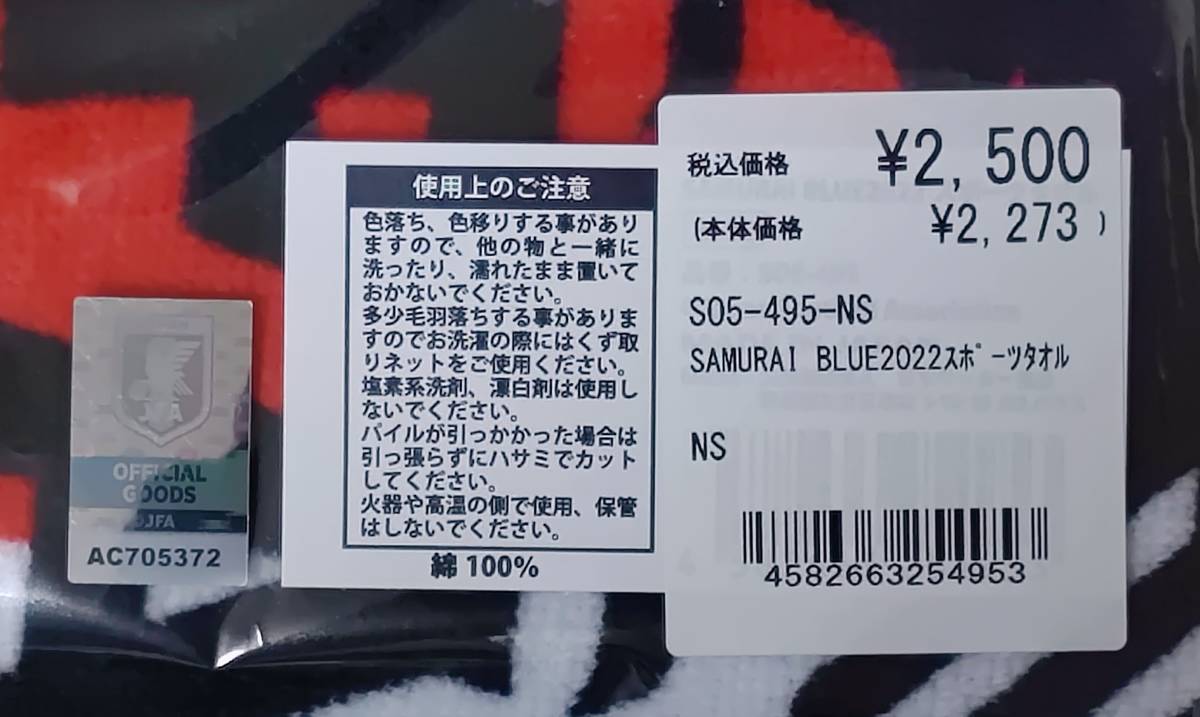 OFFICIAL
GOODS
©JFA
AC705372
使用上のご注意
色落ち、色移りする事があり
ますので、他の物と一緒に
洗ったり、濡れたまま置いて
おかないでください。
多少毛羽落ちする事がありま
すのでお洗濯の際にはくず取
りネットをご使用ください。
塩素系洗剤、漂白剤は使用し
ないでください。
パイルが引っかかった場合は
引っ張らずにハサミでカット
してください。
火器や高温の側で使用、保管
はしないでください。
綿 100%
税込価格 ¥2,500
(本体価格 ¥2,273 )
S05-495-NS
SAMURAI BLUE2022ｽﾎﾟｰﾂﾀｵﾙ
NS
4582663254953